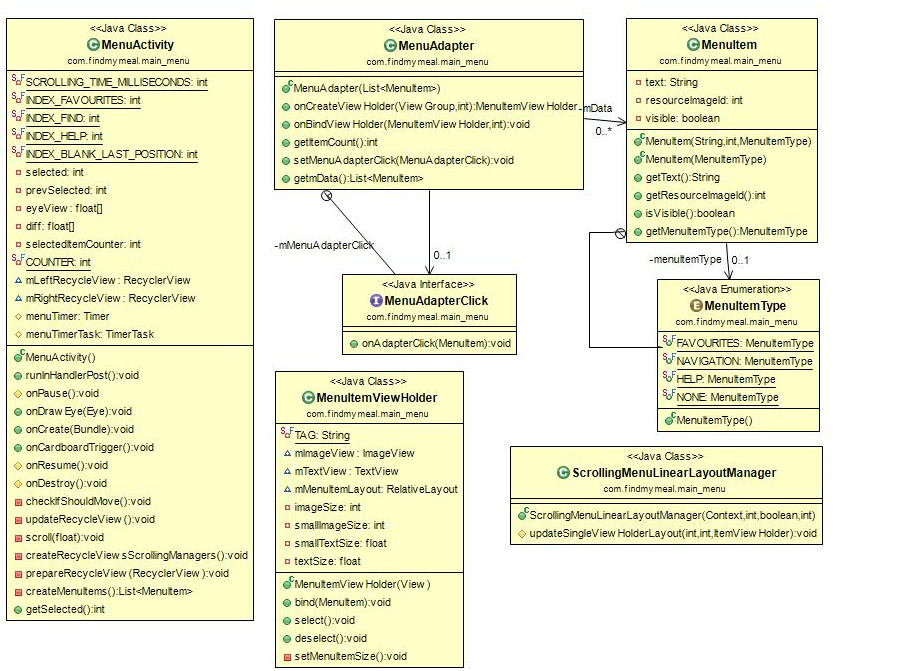 <<Java Class>>
MenuActivity
com.findmymeal.main_menu
SCROLLING_TIME_MILLISECONDS: int
INDEX_FAVOURITES: int
INDEX_FIND: int
INDEX_HELP: int
INDEX_BLANK_LAST_POSITION: int
selected: int
prevSelected: int
eyeView: float[]
diff: float[]
selectedItemCounter: int
COUNTER: int
mLeftRecycleView: RecyclerView
mRightRecycleView: RecyclerView
menuTimer: Timer
menuTimerTask: TimerTask
MenuActivity()
runInHandlerPost():void
onPause():void
onDrawEye(Eye):void
onCreate(Bundle):void
onCardboardTrigger():void
onResume():void
onDestroy():void
checkIfShouldMove():void
updateRecycleView():void
scroll(float):void
createRecycleViewsScrollingManagers():void
prepareRecycleView(RecyclerView):void
createMenuItems():List<MenuItem>
getSelected():int
<<Java Class>>
MenuAdapter
com.findmymeal.main_menu
MenuAdapter(List<MenuItem>)
onCreateViewHolder(ViewGroup,int):MenuItemViewHolder
onBindViewHolder(MenuItemViewHolder,int):void
getItemCount():int
setMenuAdapterClick(MenuAdapterClick):void
getmData():List<MenuItem>
-mData
0..*
<<Java Class>>
MenuItem
com.findmymeal.main_menu
text: String
resourceImageId: int
visible: boolean
MenuItem(String,int,MenuItemType)
MenuItem(MenuItemType)
getText():String
getResourceImageId():int
isVisible():boolean
getMenuItemType():MenuItemType
-mMenuAdapterClick
0..1
-menuItemType
0..1
<<Java Interface>>
MenuAdapterClick
com.findmymeal.main_menu
onAdapterClick(MenuItem):void
<<Java Enumeration>>
MenuItemType
com.findmymeal.main_menu
FAVOURITES: MenuItemType
NAVIGATION: MenuItemType
HELP: MenuItemType
NONE: MenuItemType
MenuItemType()
<<Java Class>>
MenuItemViewHolder
com.findmymeal.main_menu
TAG: String
mImageView: ImageView
mTextView: TextView
mMenuItemLayout: RelativeLayout
imageSize: int
smallImageSize: int
smallTextSize: float
textSize: float
MenuItemViewHolder(View)
bind(MenuItem):void
select():void
deselect():void
setMenuItemSize():void
<<Java Class>>
ScrollingMenuLinearLayoutManager
com.findmymeal.main_menu
ScrollingMenuLinearLayoutManager(Context,int,boolean,int)
updateSingleViewHolderLayout(int,int,ItemViewHolder):void